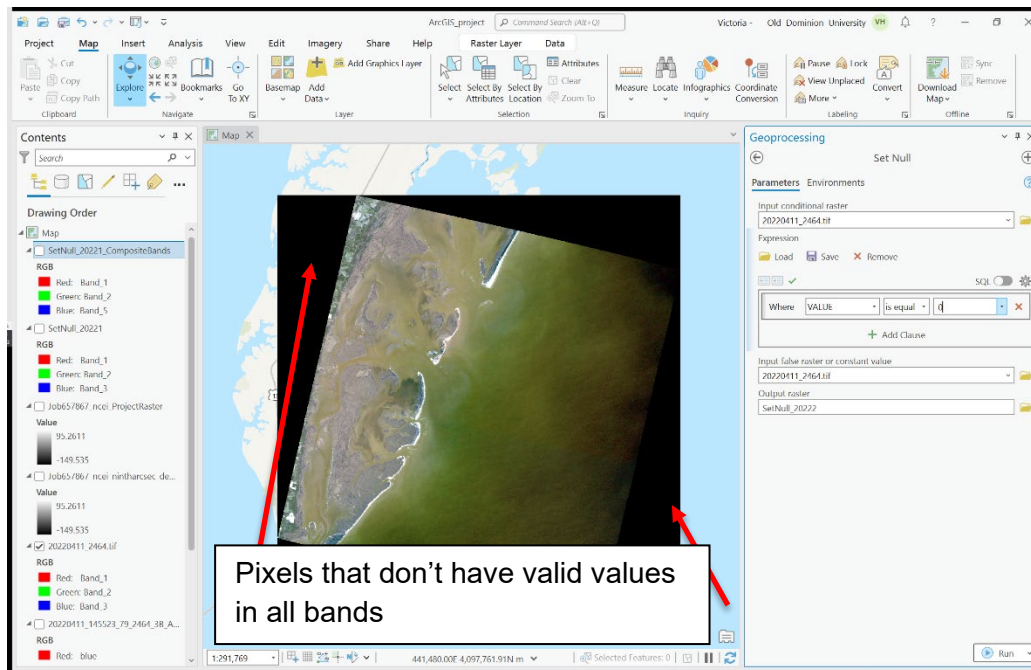 ArcGIS_project
Command Search (Alt+Q)
Victoria - Old Dominion University
VH
?
Project Map Insert Analysis View Edit Imagery Share Help Raster Layer Data
Cut
Copy
Copy Path
Paste
Clipboard
Explore
Bookmarks
Go To XY
Navigate
Basemap
Add Data
Add Graphics Layer
Layer
Select
Select By Attributes
Select By Location
Attributes
Clear
Zoom To
Selection
Measure
Locate
Infographics
Coordinate Conversion
Inquiry
Pause
Lock
View Unplaced
More
Convert
Labeling
Download Map
Sync
Remove
Offline
Contents
Search
Drawing Order
Map
SetNull_20221_CompositeBands
RGB
Red: Band_1
Green: Band_2
Blue: Band_5
SetNull_20221
RGB
Red: Band_1
Green: Band_2
Blue: Band_3
Job657867_ncei_ProjectRaster
Value
95.2611
-149.535
Job657867_ncei_nintharcsec_de...
Value
95.2611
-149.535
20220411_2464.tif
RGB
Red: Band_1
Green: Band_2
Blue: Band_3
20220411_145523_79_2464_3B_A...
RGB
Red: blue
Map
Pixels that don't have valid values
in all bands
1:291,769
441,480.00E 4,097,761.91N m
Selected Features: 0
Geoprocessing
Set Null
Parameters Environments
Input conditional raster
20220411_2464.tif
Expression
Load Save Remove
SQL
Where VALUE is equal 0
Add Clause
Input false raster or constant value
20220411_2464.tif
Output raster
SetNull_20222
Run